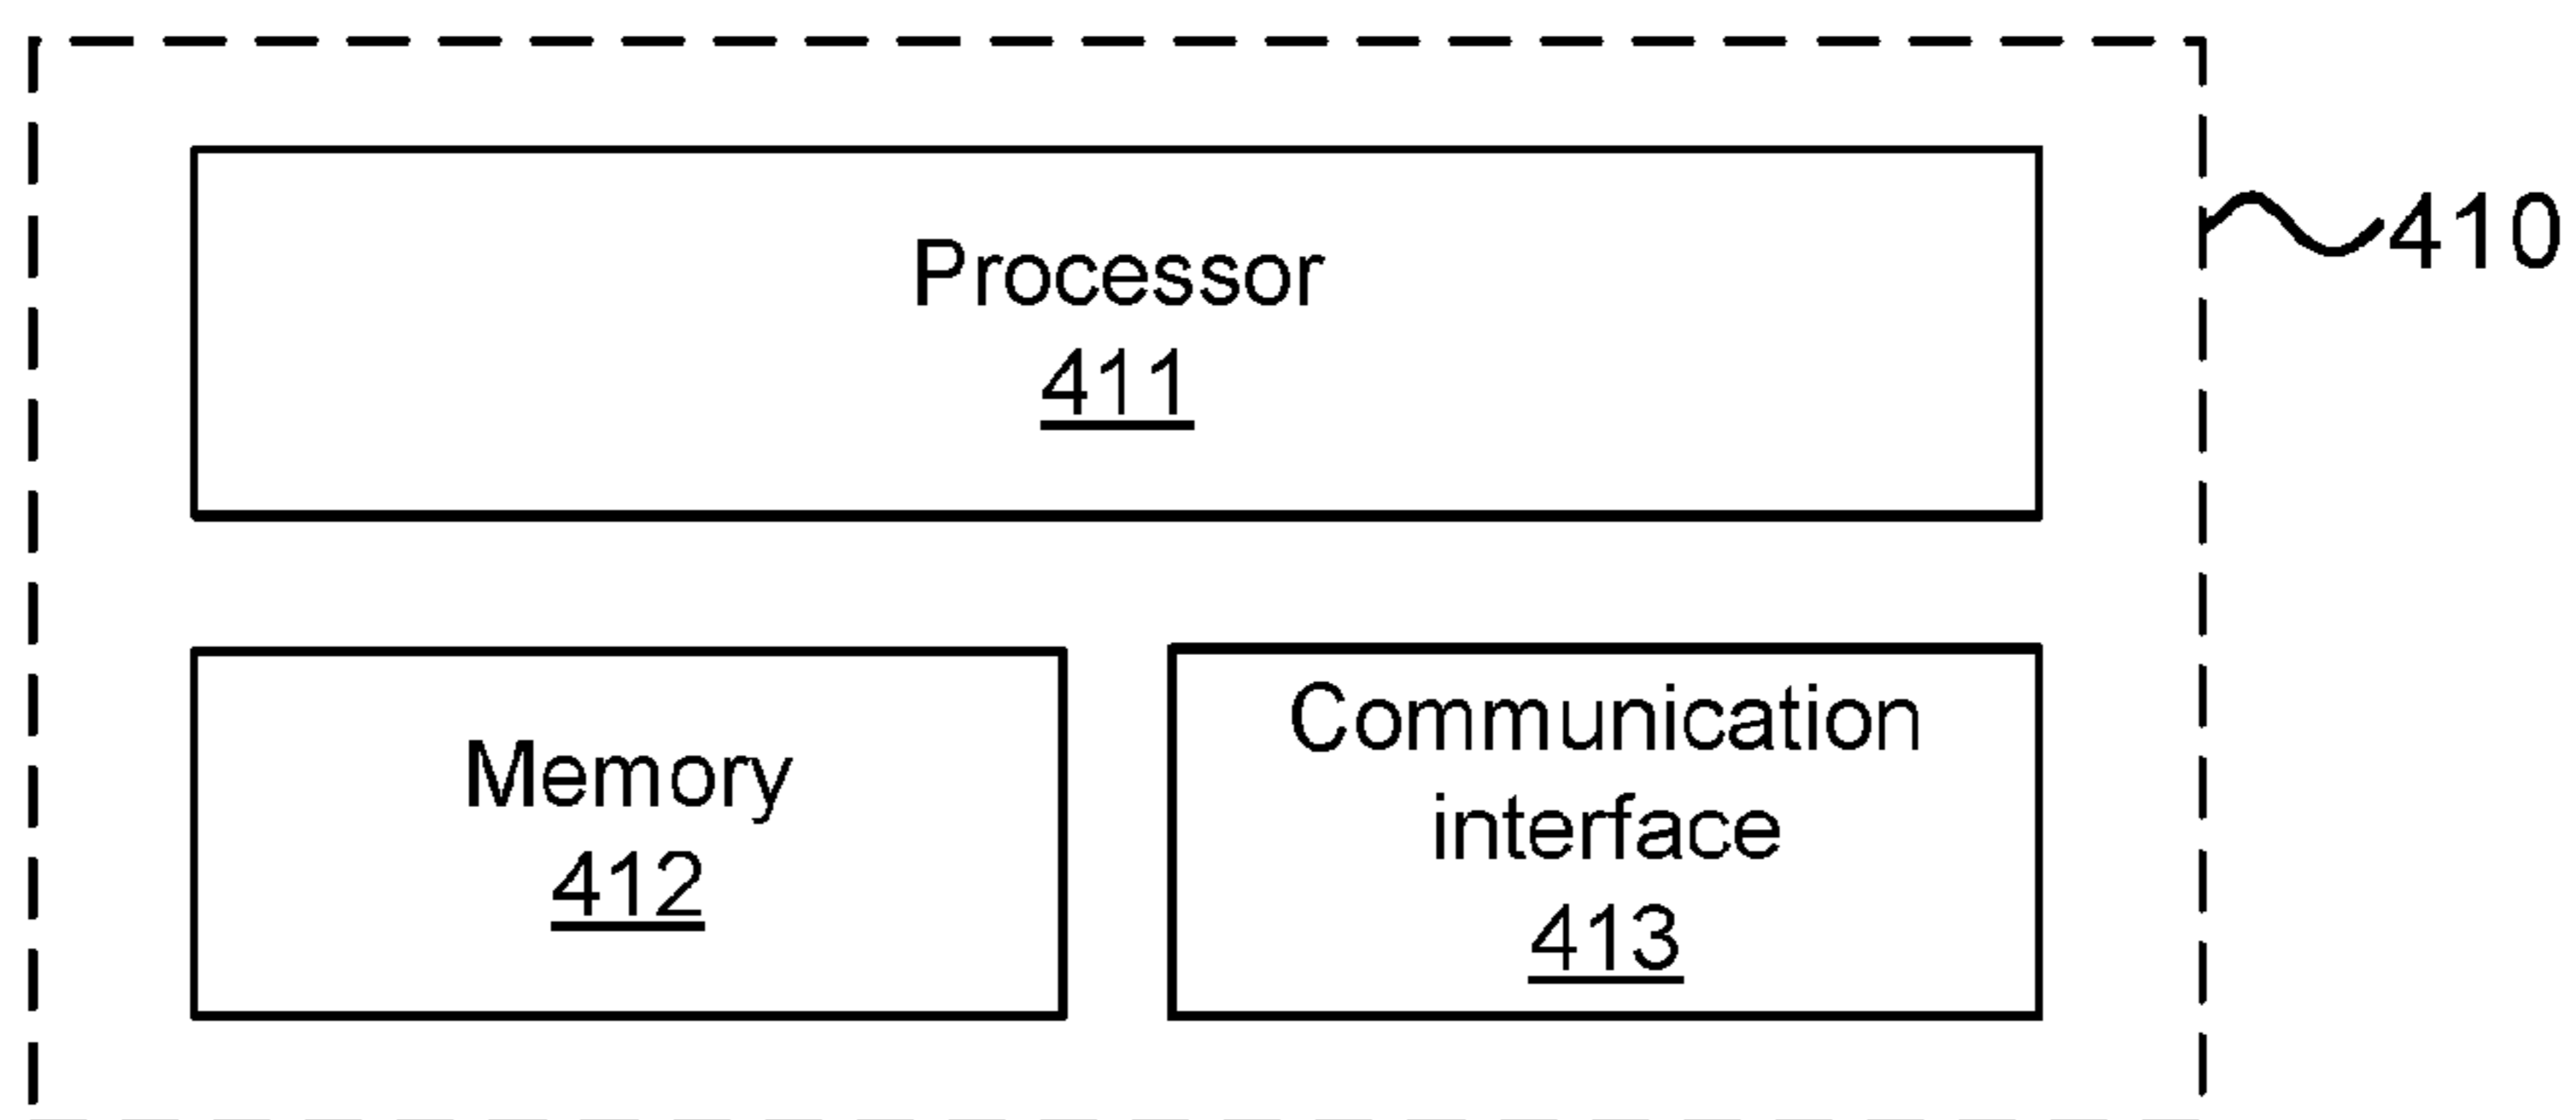 Processor
411
410
Memory
412
Communication
interface
413